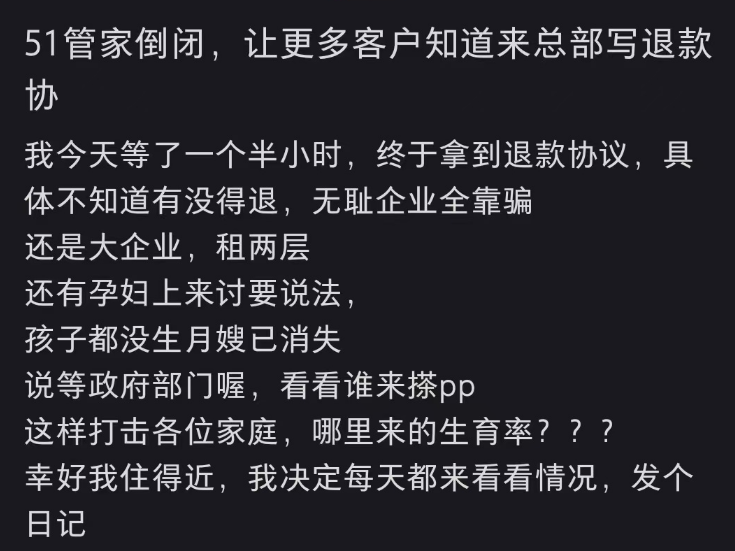 51管家倒闭，让更多客户知道来总部写退款
协
我今天等了一个半小时，终于拿到退款协议，具
体不知道有没得退，无耻企业全靠骗
还是大企业，租两层
还有孕妇上来讨要说法，
孩子都没生月嫂已消失
说等政府部门喔，看看谁来搽pp
这样打击各位家庭，哪里来的生育率？？？
幸好我住得近，我决定每天都来看看情况，发个
日记